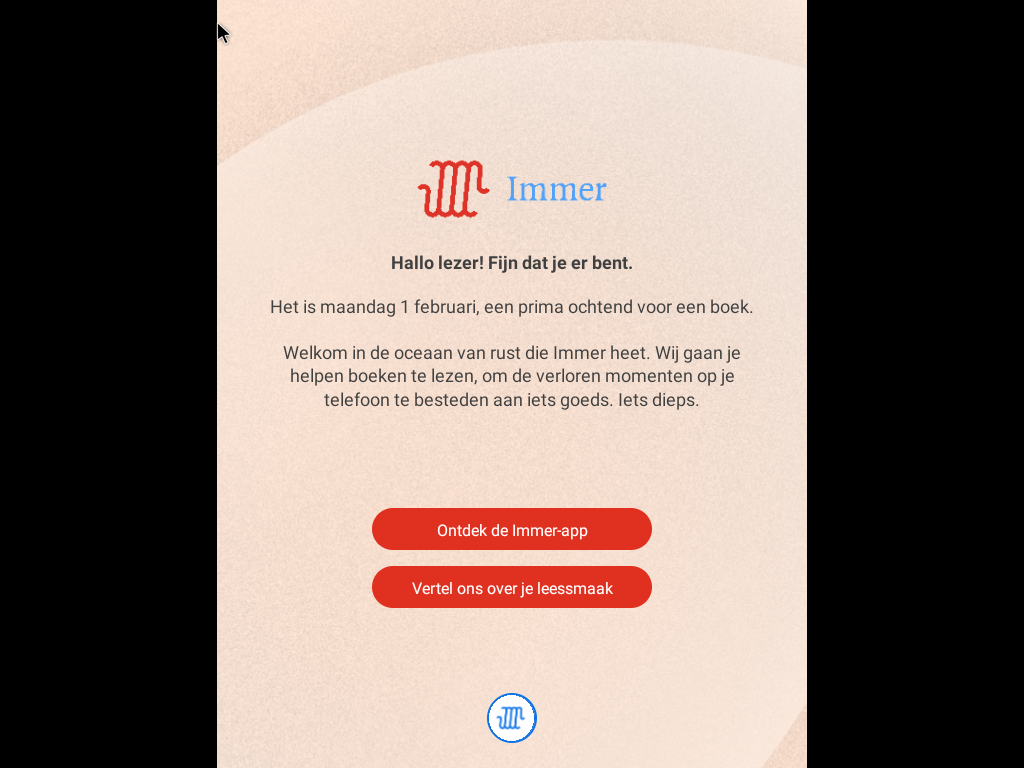 Immer
Hallo lezer! Fijn dat je er bent.
Het is maandag 1 februari, een prima ochtend voor een boek.
Welkom in de oceaan van rust die Immer heet. Wij gaan je
helpen boeken te lezen, om de verloren momenten op je
telefoon te besteden aan iets goeds. Iets dieps.
Ontdek de Immer-app
Vertel ons over je leessmaak